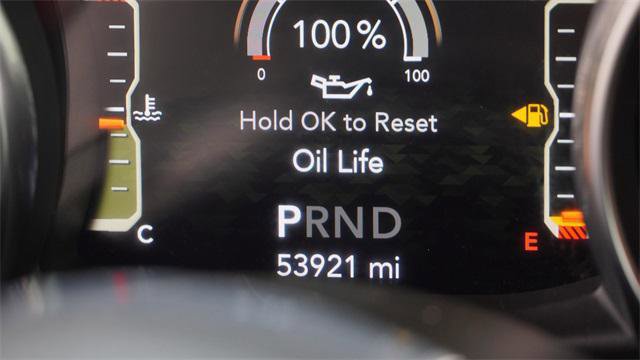 100%
0 100
Hold OK to Reset
Oil Life
PRND
C E
53921 mi